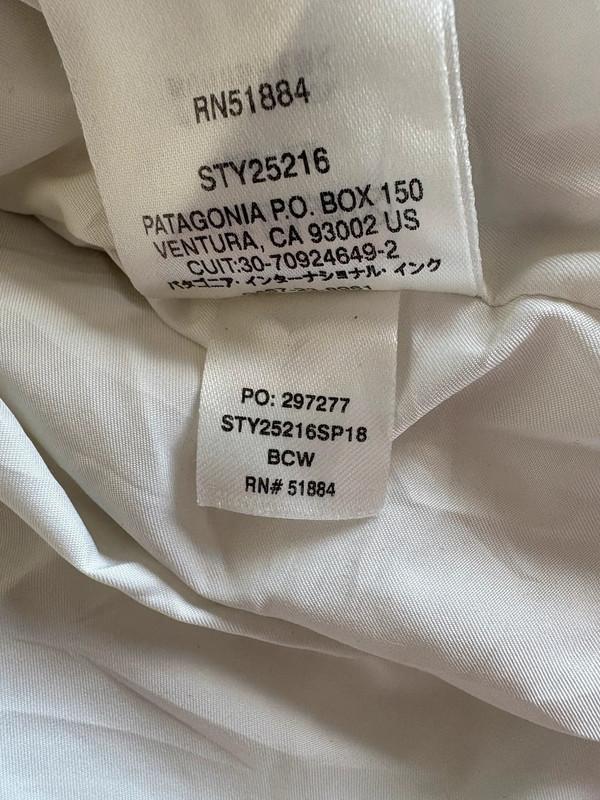 RN51884
STY25216
PATAGONIA P.O. BOX 150
VENTURA, CA 93002 US
CUIT:30-70924649-2
パタゴニア・インターナショナル・インク
PO: 297277
STY25216SP18
BCW
RN# 51884